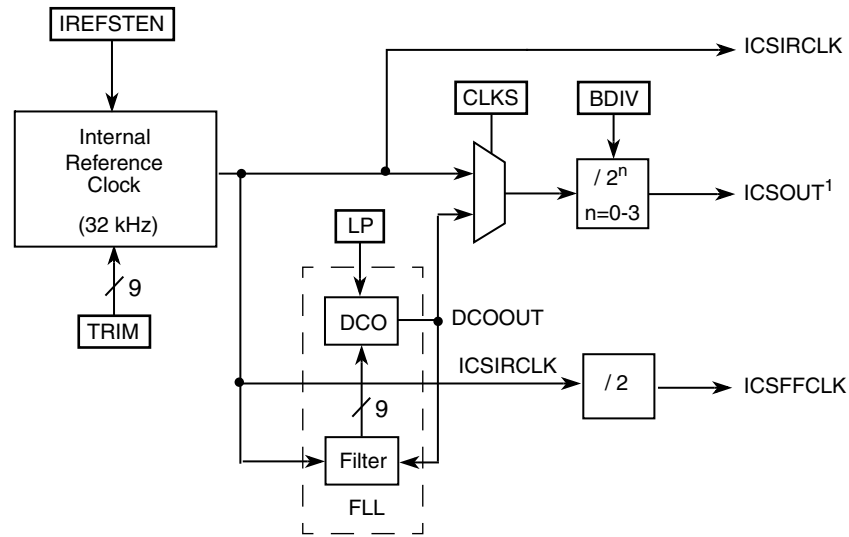 IREFSTEN
ICSIRCLK
CLKS
BDIV
Internal
Reference
Clock
(32 kHz)
/ 2ⁿ
n=0-3
ICSOUT¹
LP
9
TRIM
DCO
DCOOUT
ICSIRCLK
/ 2
ICSFFCLK
9
Filter
FLL